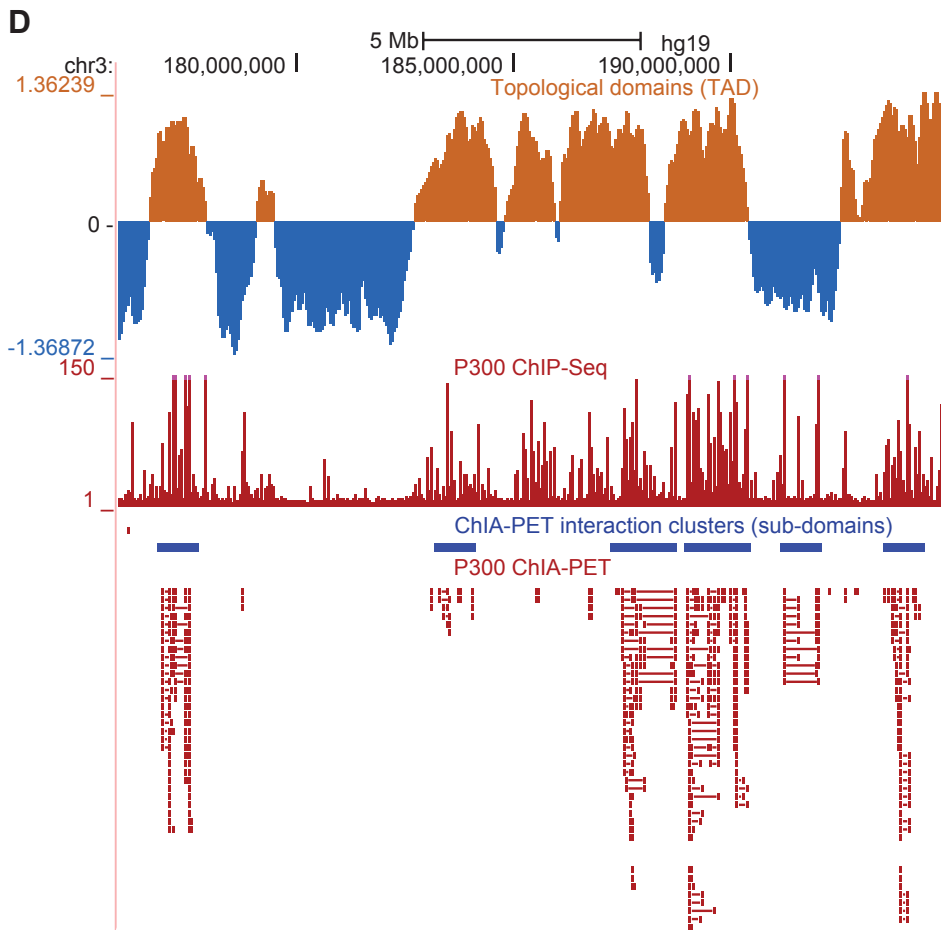 D
5 Mb hg19
chr3: 180,000,000 185,000,000 190,000,000
1.36239 Topological domains (TAD)
0 -
-1.36872
150 P300 ChIP-Seq
1
ChIA-PET interaction clusters (sub-domains)
P300 ChIA-PET